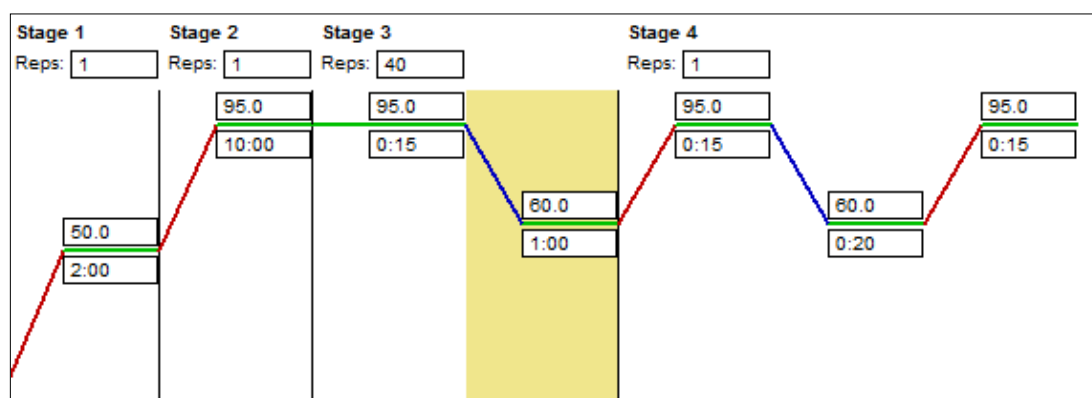 Stage 1 Stage 2 Stage 3 Stage 4
Reps: 1 Reps: 1 Reps: 40 Reps: 1
95.0 95.0 95.0 95.0
10:00 0:15 0:15 0:15
60.0 60.0
50.0
1:00 0:20
2:00